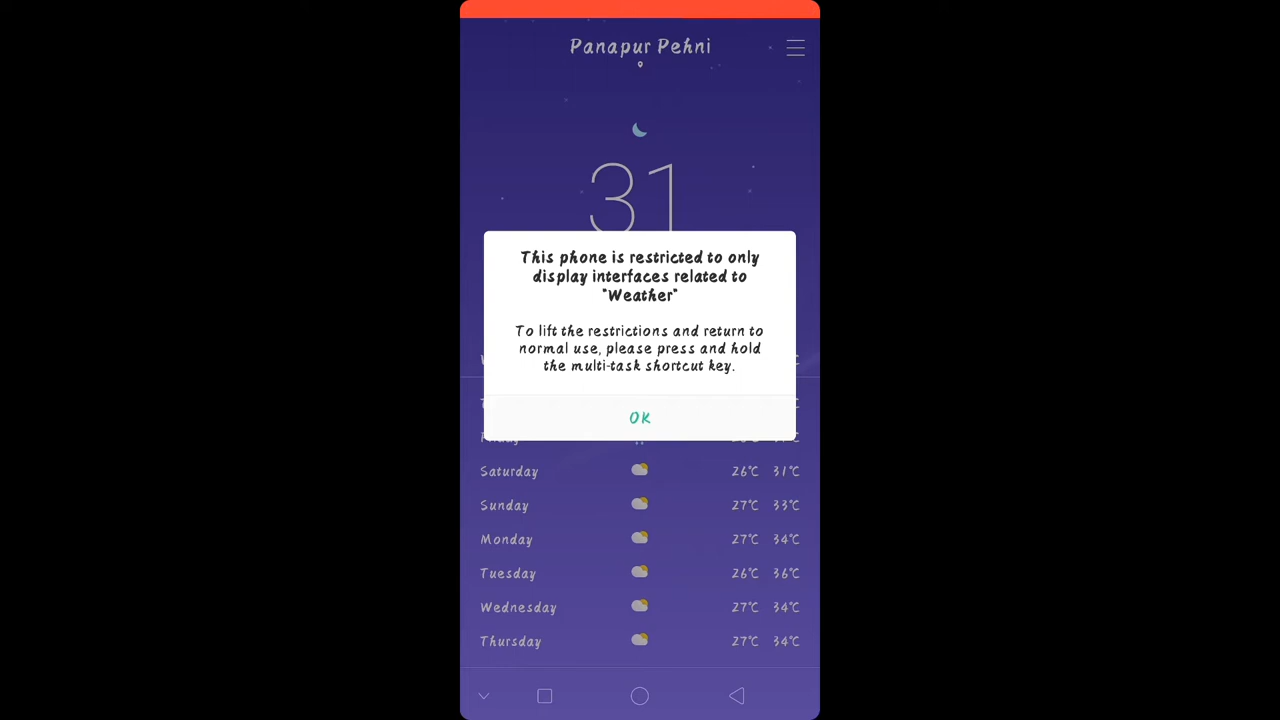 Panapur Pehni
31
This phone is restricted to only
display interfaces related to
"Weather"
To lift the restrictions and return to
normal use, please press and hold
the multi-task shortcut key.
OK
Saturday 26℃ 31℃
Sunday 27℃ 33℃
Monday 27℃ 34℃
Tuesday 26℃ 36℃
Wednesday 27℃ 34℃
Thursday 27℃ 34℃